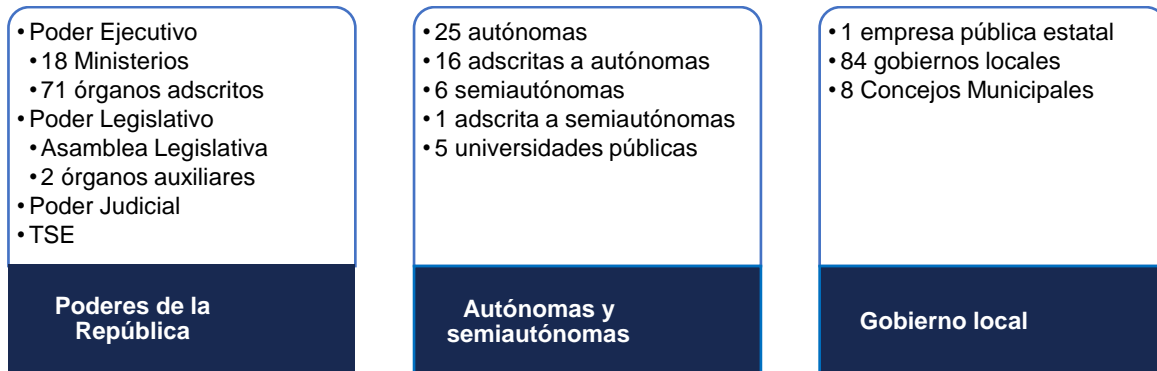 • Poder Ejecutivo
• 18 Ministerios
• 71 órganos adscritos
• Poder Legislativo
• Asamblea Legislativa
• 2 órganos auxiliares
• Poder Judicial
• TSE
Poderes de la
República
• 25 autónomas
• 16 adscritas a autónomas
• 6 semiautónomas
• 1 adscrita a semiautónomas
• 5 universidades públicas
Autónomas y
semiautónomas
• 1 empresa pública estatal
• 84 gobiernos locales
• 8 Concejos Municipales
Gobierno local